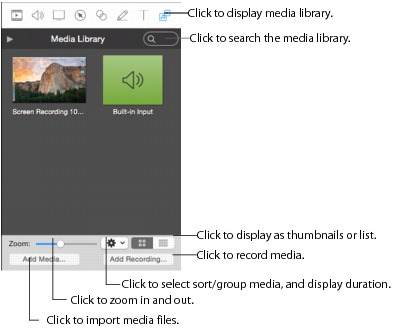 Click to display media library.
Media Library
Click to search the media library.
Screen Recording 10...
Built-in Input
Click to display as thumbnails or list.
Zoom:
Add Media...
Add Recording...
Click to record media.
Click to select sort/group media, and display duration.
Click to zoom in and out.
Click to import media files.